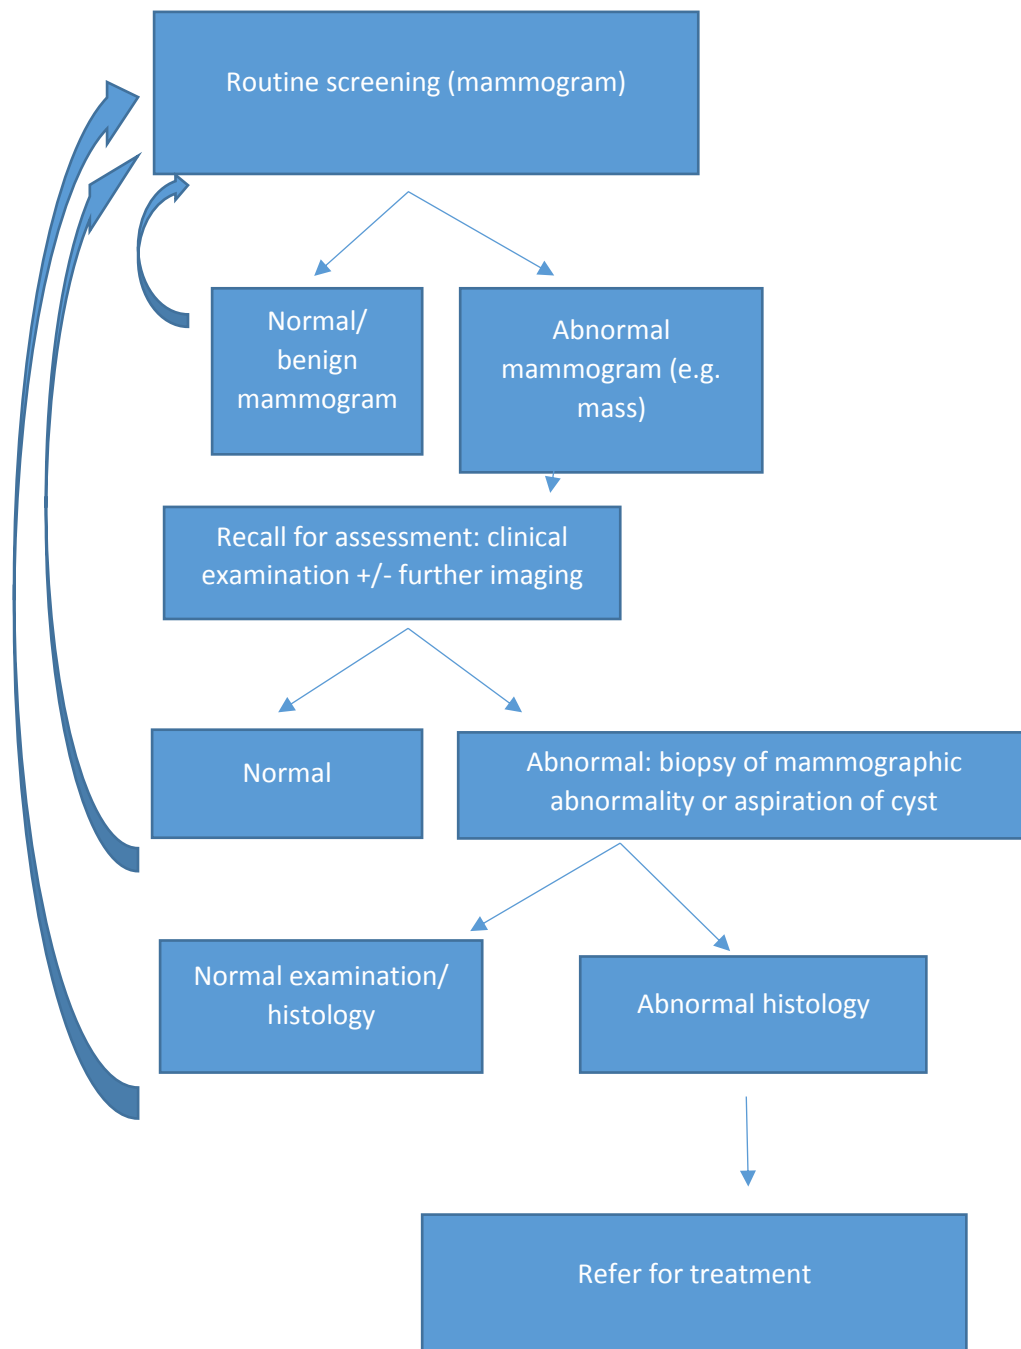 Routine screening (mammogram)
Normal/
benign
mammogram
Abnormal
mammogram (e.g.
mass)
Recall for assessment: clinical
examination +/- further imaging
Normal
Abnormal: biopsy of mammographic
abnormality or aspiration of cyst
Normal examination/
histology
Abnormal histology
Refer for treatment